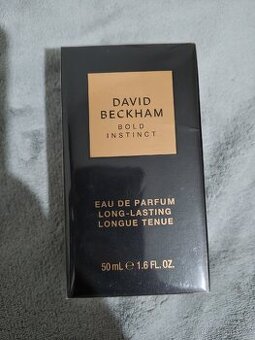 DAVID
BECKHAM
BOLD
INSTINCT
EAU DE PARFUM
LONG-LASTING
LONGUE TENUE
50 mL ℮ 1.6 FL. OZ.